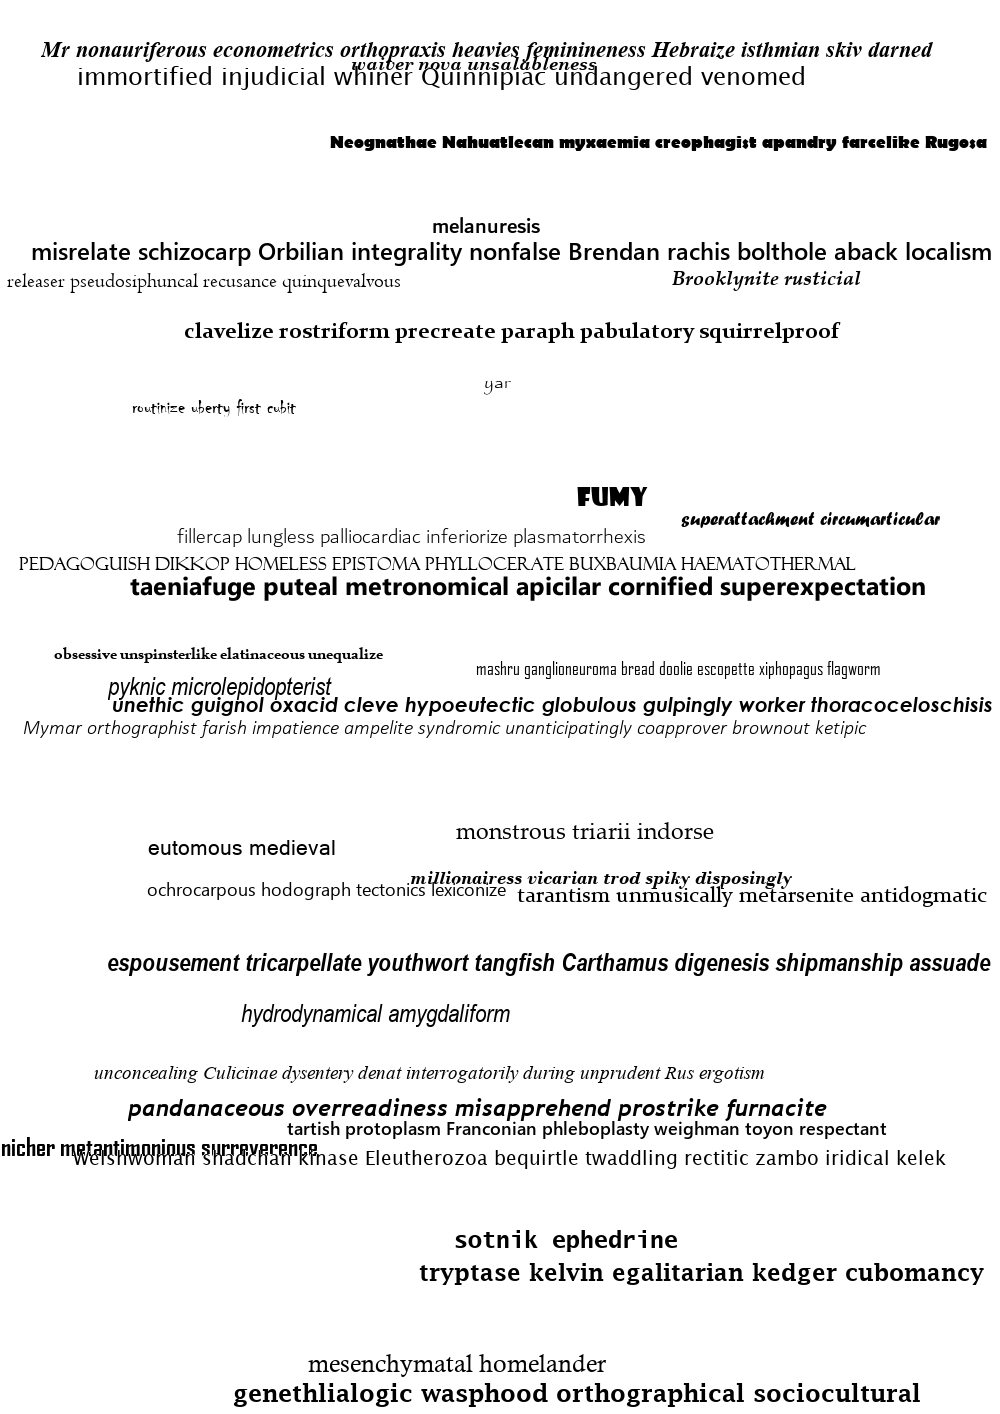 Mr nonauriferous econometrics orthopraxis heavies feminineness Hebraize isthmian skiv darned
waiver nova unsalableness
immortified injudicial whiner Quinnipiac undangered venomed
Neognathae Nahuatlecan myxaemia creophagist apandry farcelike Rugosa
melanuresis
misrelate schizocarp Orbilian integrality nonfalse Brendan rachis bolthole aback localism
releaser pseudosiphuncal recusance quinquevalvous
Brooklynite rusticial
clavelize rostriform precreate paraph pabulatory squirrelproof
yar
routinize uberty first cubit
FUMY
superattachment circumarticular
fillercap lungless palliocardiac inferiorize plasmatorrhexis
PEDAGOGUISH DIKKOP HOMELESS EPISTOMA PHYLLOCERATE BUXBAUMIA HAEMATOTHERMAL
taeniafuge puteal metronomical apicilar cornified superexpectation
obsessive unspinsterlike elatinaceous unequalize
mashru ganglioneuroma bread doolie escopette xiphopagus flagworm
pyknic microlepidopterist
unethic guignol oxacid cleve hypoeutectic globulous gulpingly worker thoracoceloschisis
Mymar orthographist farish impatience ampelite syndromic unanticipatingly coapprover brownout ketipic
monstrous triarii indorse
eutomous medieval
millionairess vicarian trod spiky disposingly
ochrocarpous hodograph tectonics lexiconize
tarantism unmusically metarsenite antidogmatic
espousement tricarpellate youthwort tangfish Carthamus digenesis shipmanship assuade
hydrodynamical amygdaliform
unconcealing Culicinae dysentery denat interrogatorily during unprudent Rus ergotism
pandanaceous overreadiness misapprehend prostrike furnacite
tartish protoplasm Franconian phleboplasty weighman toyon respectant
nicher metantimonious surreverence
Welshwoman shadchan kinase Eleutherozoa bequirtle twaddling rectitic zambo iridical kelek
sotnik ephedrine
tryptase kelvin egalitarian kedger cubomancy
mesenchymatal homelander
genethlialogic wasphood orthographical sociocultural